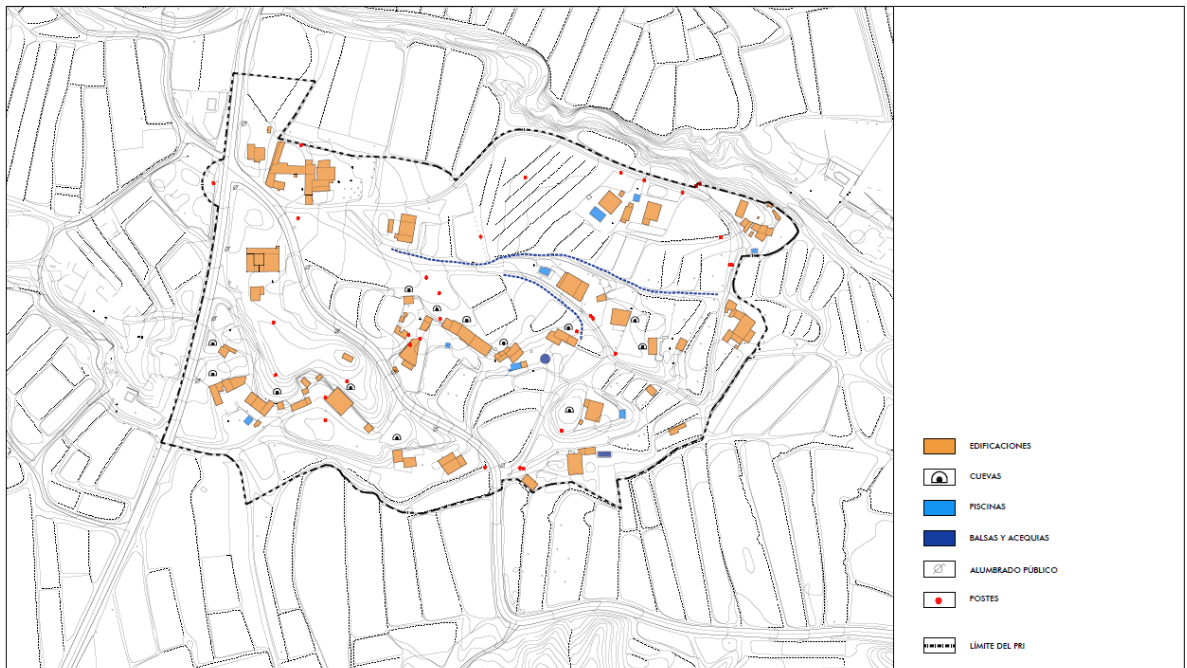 EDIFICACIONES
CUEVAS
PISCINAS
BALSAS Y ACEQUIAS
ALUMBRADO PÚBLICO
POSTES
LÍMITE DEL PRI